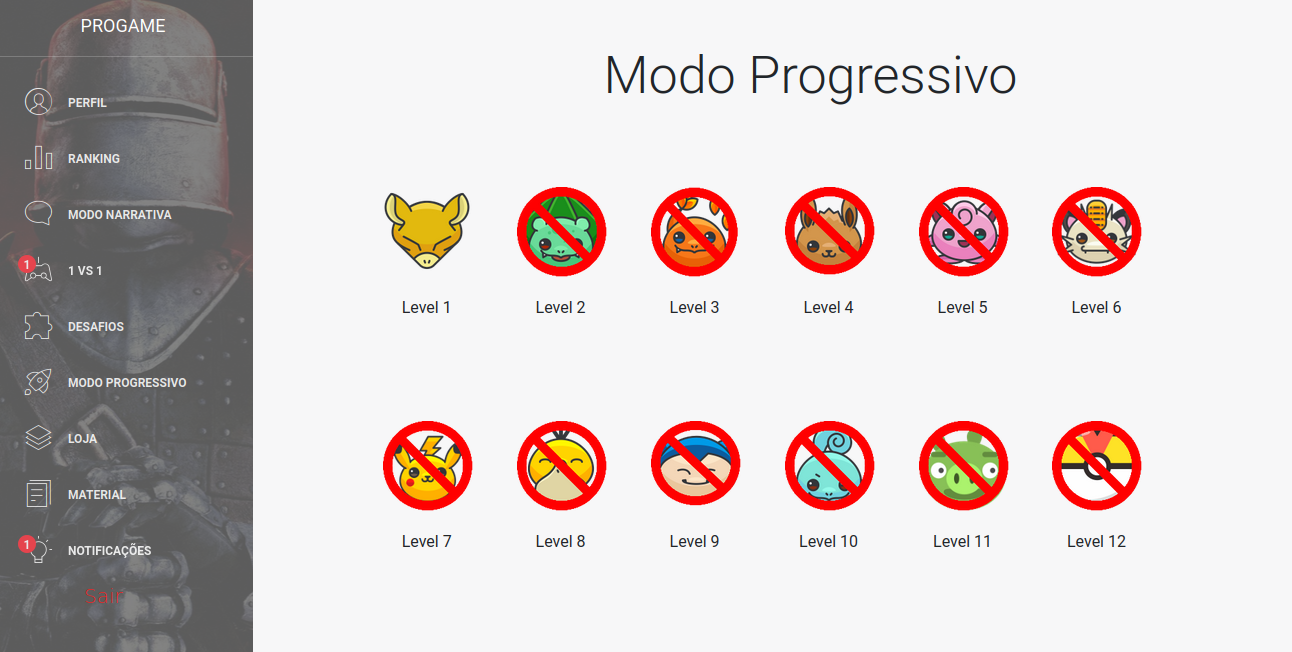 PROGAME
PERFIL
RANKING
MODO NARRATIVA
1
1 VS 1
DESAFIOS
MODO PROGRESSIVO
LOJA
MATERIAL
1
NOTIFICAÇÕES
Sair
Modo Progressivo
Level 1 Level 2 Level 3 Level 4 Level 5 Level 6
Level 7 Level 8 Level 9 Level 10 Level 11 Level 12